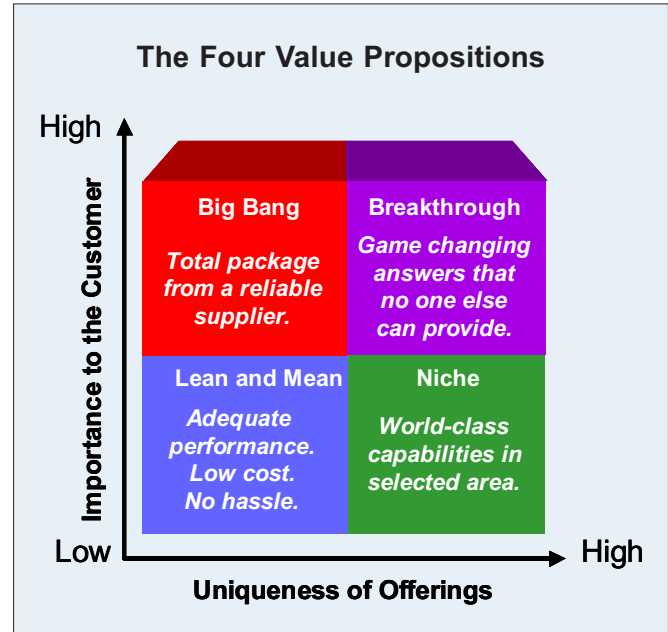 The Four Value Propositions
High
Importance to the Customer
Big Bang
Total package
from a reliable
supplier.
Breakthrough
Game changing
answers that
no one else
can provide.
Lean and Mean
Adequate
performance.
Low cost.
No hassle.
Niche
World-class
capabilities in
selected area.
Low
High
Uniqueness of Offerings